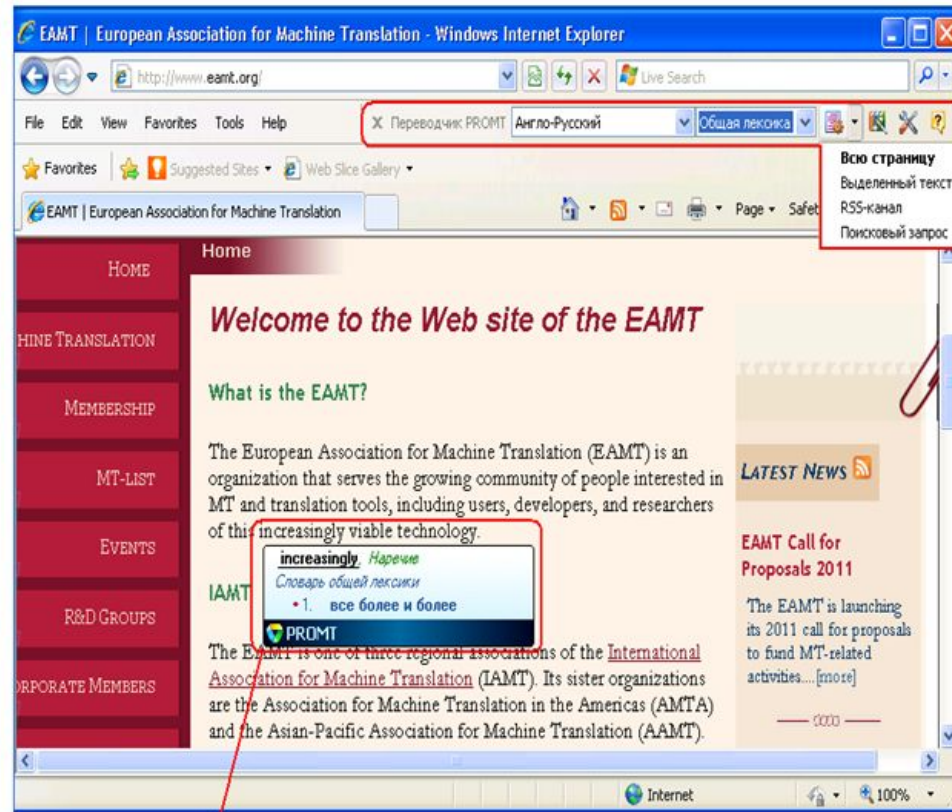 EAMT | European Association for Machine Translation - Windows Internet Explorer
http://www.eamt.org/
Live Search
File Edit View Favorites Tools Help
X Переводчик PROMT Англо-Русский Общая лексика
Favorites Suggested Sites Web Slice Gallery
Всю страницу
Выделенный текст
RSS-канал
Поисковый запрос
EAMT | European Association for Machine Translation
Page Safet
HOME
HINE TRANSLATION
MEMBERSHIP
MT-LIST
EVENTS
R&D GROUPS
ORPORATE MEMBERS
Home
Welcome to the Web site of the EAMT
What is the EAMT?
The European Association for Machine Translation (EAMT) is an
organization that serves the growing community of people interested in
MT and translation tools, including users, developers, and researchers
of this increasingly viable technology.
increasingly, Наречие
Словарь общей лексики
• 1. все более и более
PROMT
IAMT
The EAMT is one of three regional associations of the International
Association for Machine Translation (IAMT). Its sister organizations
are the Association for Machine Translation in the Americas (AMTA)
and the Asian-Pacific Association for Machine Translation (AAMT).
LATEST NEWS
EAMT Call for
Proposals 2011
The EAMT is launching
its 2011 call for proposals
to fund MT-related
activities....[more]
Internet
100%